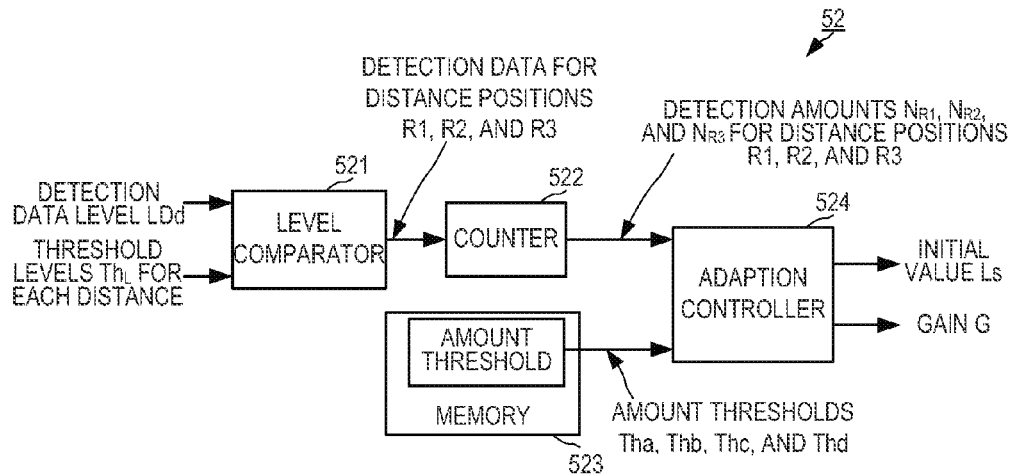 52
DETECTION DATA FOR
DISTANCE POSITIONS
R1, R2, AND R3
DETECTION AMOUNTS NR1, NR2,
AND NR3 FOR DISTANCE POSITIONS
R1, R2, AND R3
521
522
524
DETECTION
DATA LEVEL LDd
THRESHOLD
LEVELS ThL FOR
EACH DISTANCE
LEVEL
COMPARATOR
COUNTER
ADAPTION
CONTROLLER
INITIAL
VALUE Ls
GAIN G
AMOUNT
THRESHOLD
MEMORY
523
AMOUNT THRESHOLDS
Tha, Thb, Thc, AND Thd